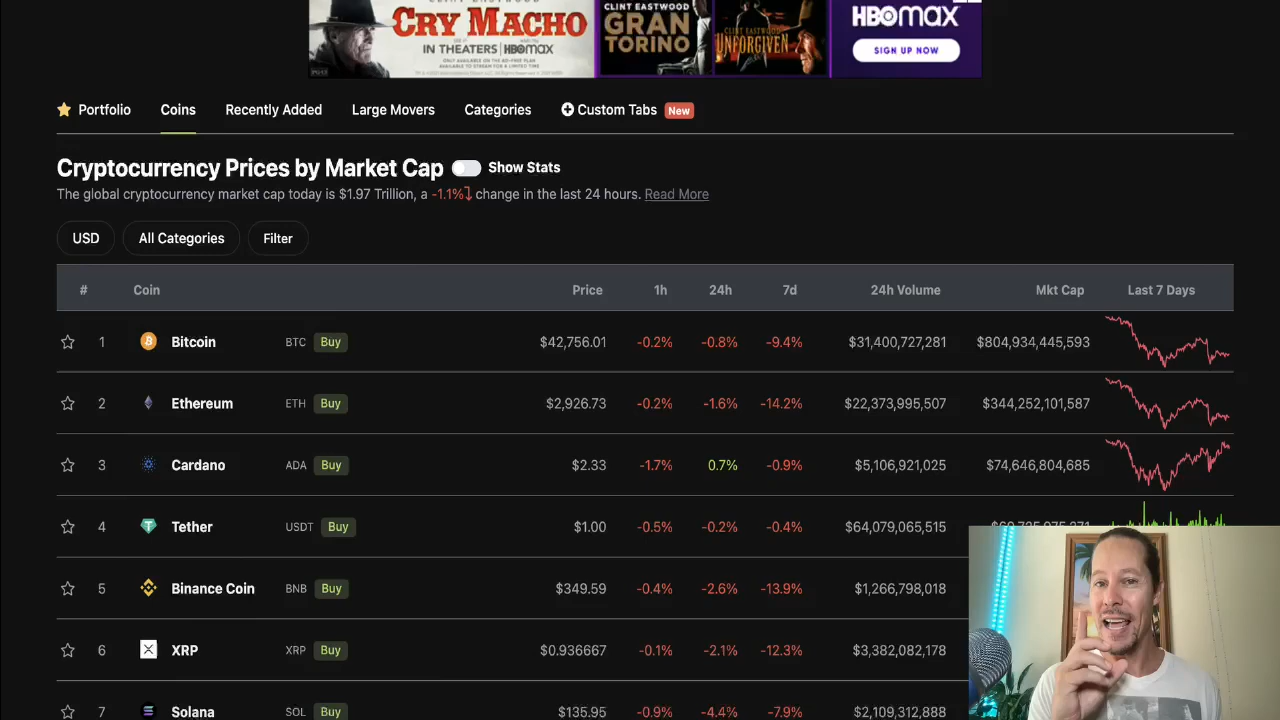 CLINT EASTWOOD
CRY MACHO
IN THEATERS | HBOMAX
CLINT EASTWOOD
GRAN
TORINO
CLINT EASTWOOD
UNFORGIVEN
HBOMAX
SIGN UP NOW
Portfolio Coins Recently Added Large Movers Categories Custom Tabs New
Cryptocurrency Prices by Market Cap Show Stats
The global cryptocurrency market cap today is $1.97 Trillion, a -1.1% change in the last 24 hours. Read More
USD All Categories Filter
# Coin Price 1h 24h 7d 24h Volume Mkt Cap Last 7 Days
1 Bitcoin BTC Buy $42,756.01 -0.2% -0.8% -9.4% $31,400,727,281 $804,934,445,593
2 Ethereum ETH Buy $2,926.73 -0.2% -1.6% -14.2% $22,373,995,507 $344,252,101,587
3 Cardano ADA Buy $2.33 -1.7% 0.7% -0.9% $5,106,921,025 $74,646,804,685
4 Tether USDT Buy $1.00 -0.5% -0.2% -0.4% $64,079,065,515
5 Binance Coin BNB Buy $349.59 -0.4% -2.6% -13.9% $1,266,798,018
6 XRP XRP Buy $0.936667 -0.1% -2.1% -12.3% $3,382,082,178
7 Solana SOL Buy $135.95 -0.9% -4.4% -7.9% $2,109,312,888